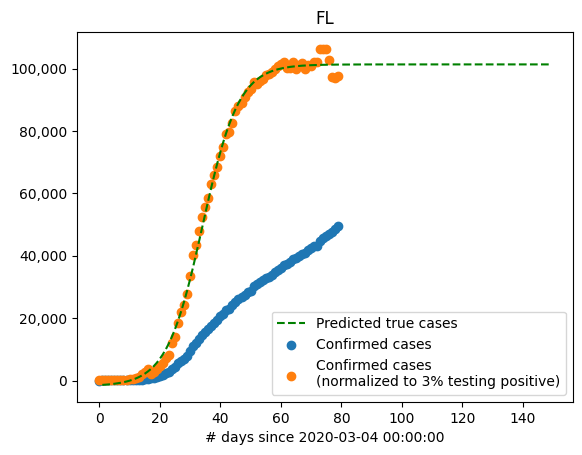 FL
100,000
80,000
60,000
40,000
20,000
0
Predicted true cases
Confirmed cases
Confirmed cases
(normalized to 3% testing positive)
0 20 40 60 80 100 120 140
# days since 2020-03-04 00:00:00